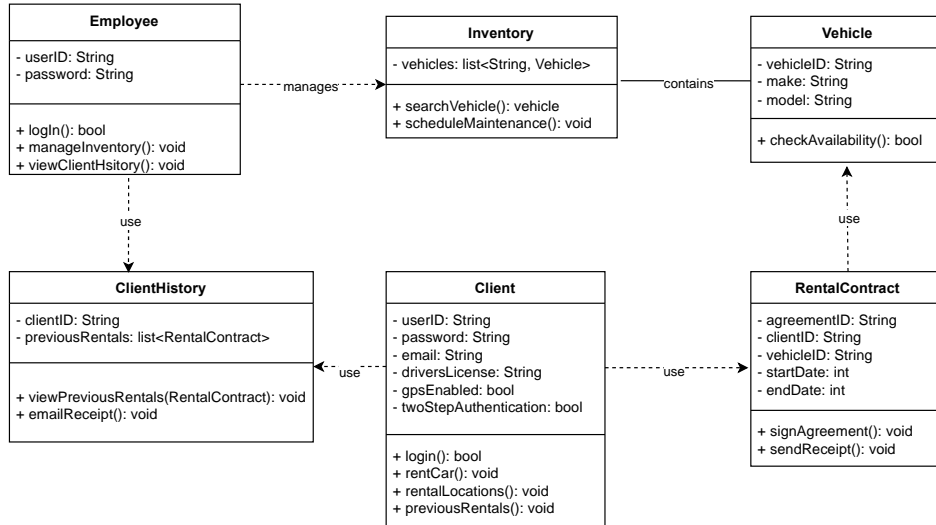 Employee
- userID: String
- password: String
+ logIn(): bool
+ manageInventory(): void
+ viewClientHsitory(): void
manages
Inventory
- vehicles: list<String, Vehicle>
+ searchVehicle(): vehicle
+ scheduleMaintenance(): void
contains
Vehicle
- vehicleID: String
- make: String
- model: String
+ checkAvailability(): bool
use
use
ClientHistory
- clientID: String
- previousRentals: list<RentalContract>
+ viewPreviousRentals(RentalContract): void
+ emailReceipt(): void
use
Client
- userID: String
- password: String
- email: String
- driversLicense: String
- gpsEnabled: bool
- twoStepAuthentication: bool
+ login(): bool
+ rentCar(): void
+ rentalLocations(): void
+ previousRentals(): void
use
RentalContract
- agreementID: String
- clientID: String
- vehicleID: String
- startDate: int
- endDate: int
+ signAgreement(): void
+ sendReceipt(): void